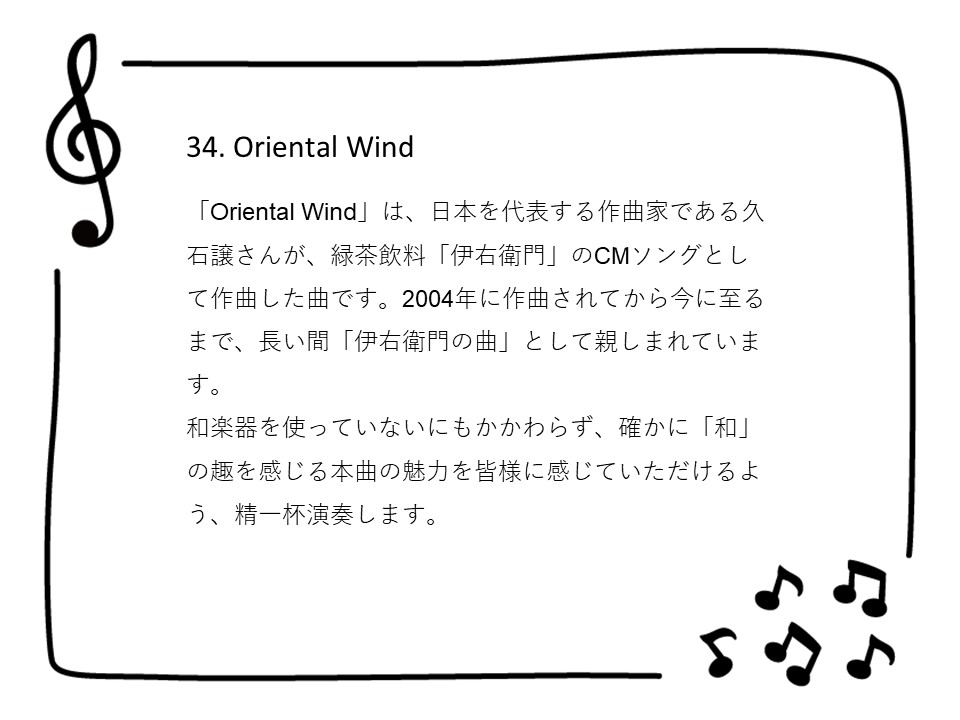 34. Oriental Wind
「Oriental Wind」は、日本を代表する作曲家である久
石譲さんが、緑茶飲料「伊右衛門」のCMソングとし
て作曲した曲です。2004年に作曲されてから今に至る
まで、長い間「伊右衛門の曲」として親しまれていま
す。
和楽器を使っていないにもかかわらず、確かに「和」
の趣を感じる本曲の魅力を皆様に感じていただけるよ
う、精一杯演奏します。